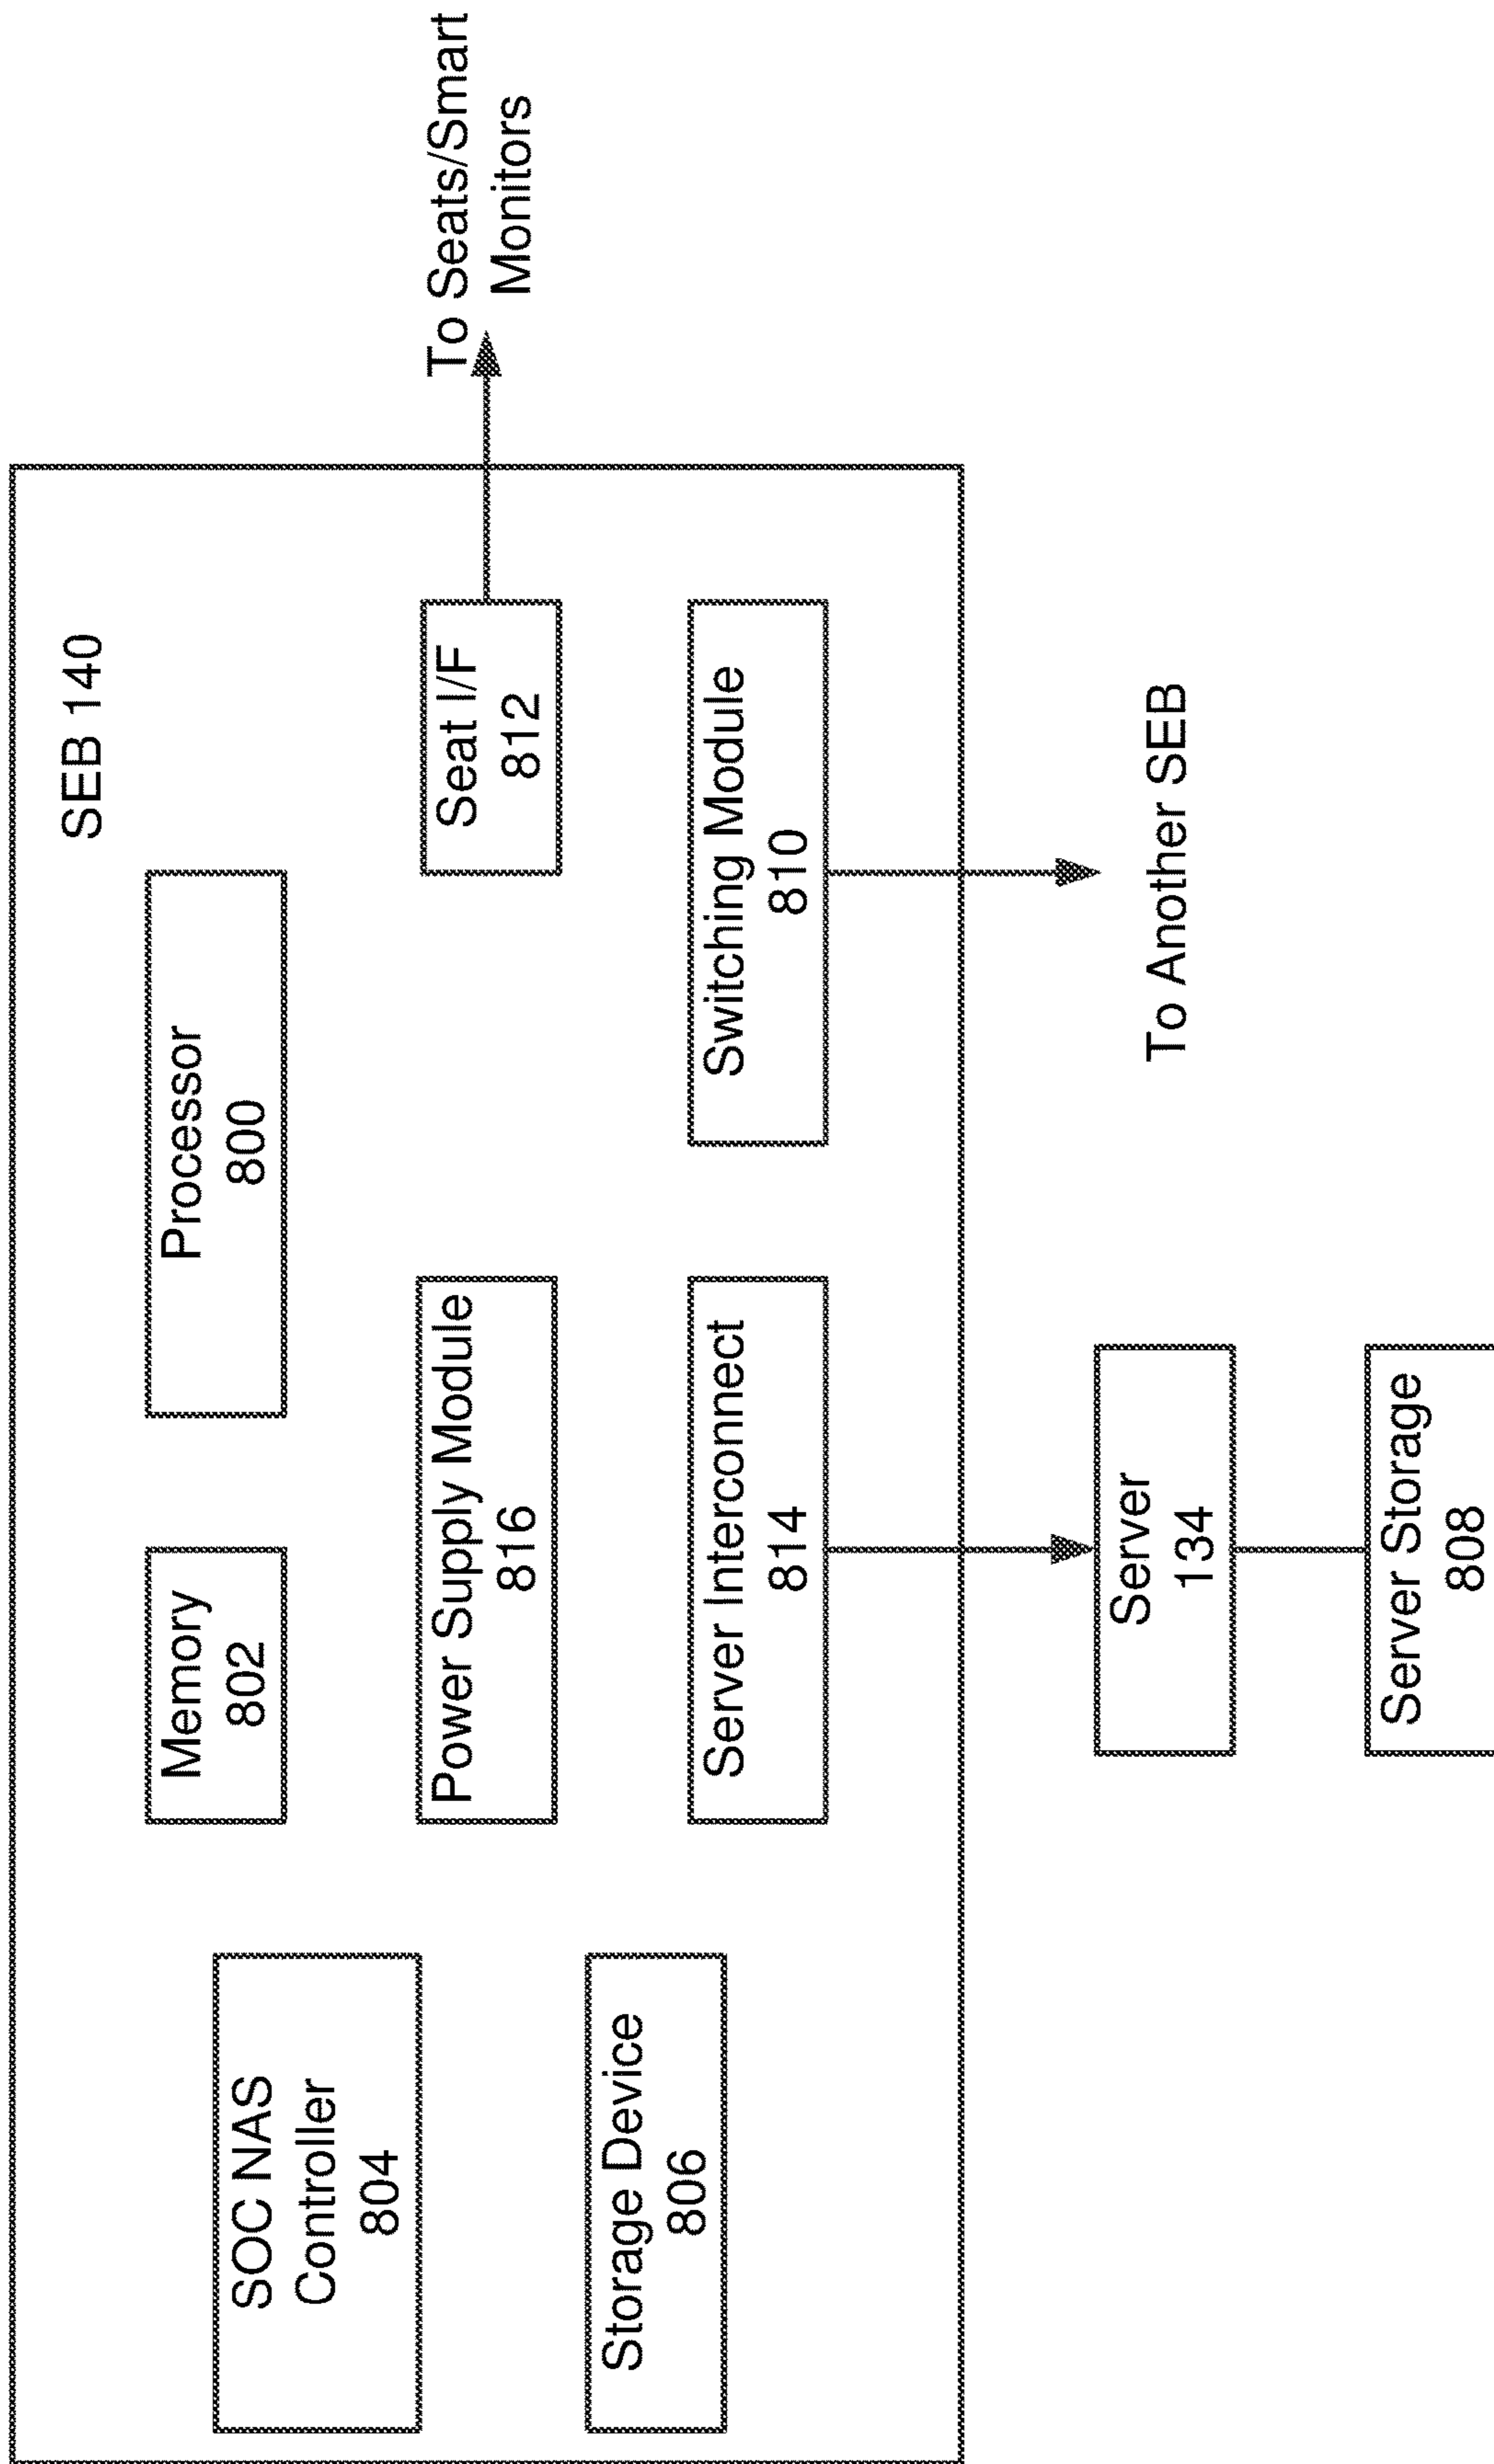 SEB 140
SOC NAS
Controller
804
Memory
802
Processor
800
Storage Device
806
Power Supply Module
816
Seat I/F
812
To Seats/Smart
Monitors
Server Interconnect
814
Switching Module
810
Server
134
To Another SEB
Server Storage
808